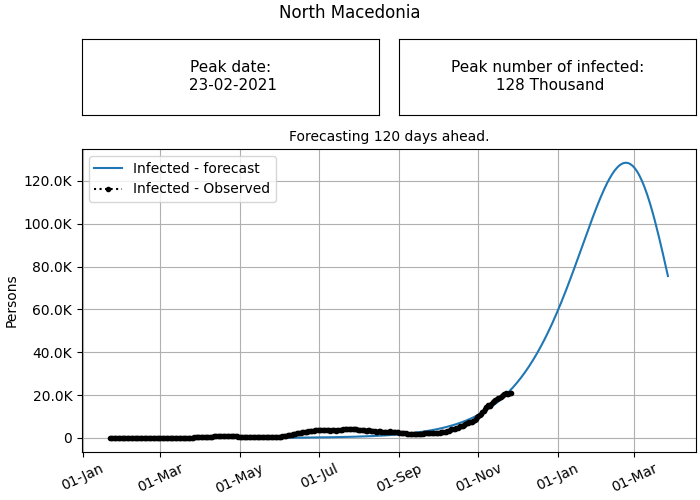 North Macedonia
Peak date:
23-02-2021
Peak number of infected:
128 Thousand
Forecasting 120 days ahead.
Infected - forecast
Infected - Observed
120.0K
100.0K
80.0K
60.0K
40.0K
20.0K
0
Persons
01-Jan
01-Mar
01-May
01-Jul
01-Sep
01-Nov
01-Jan
01-Mar